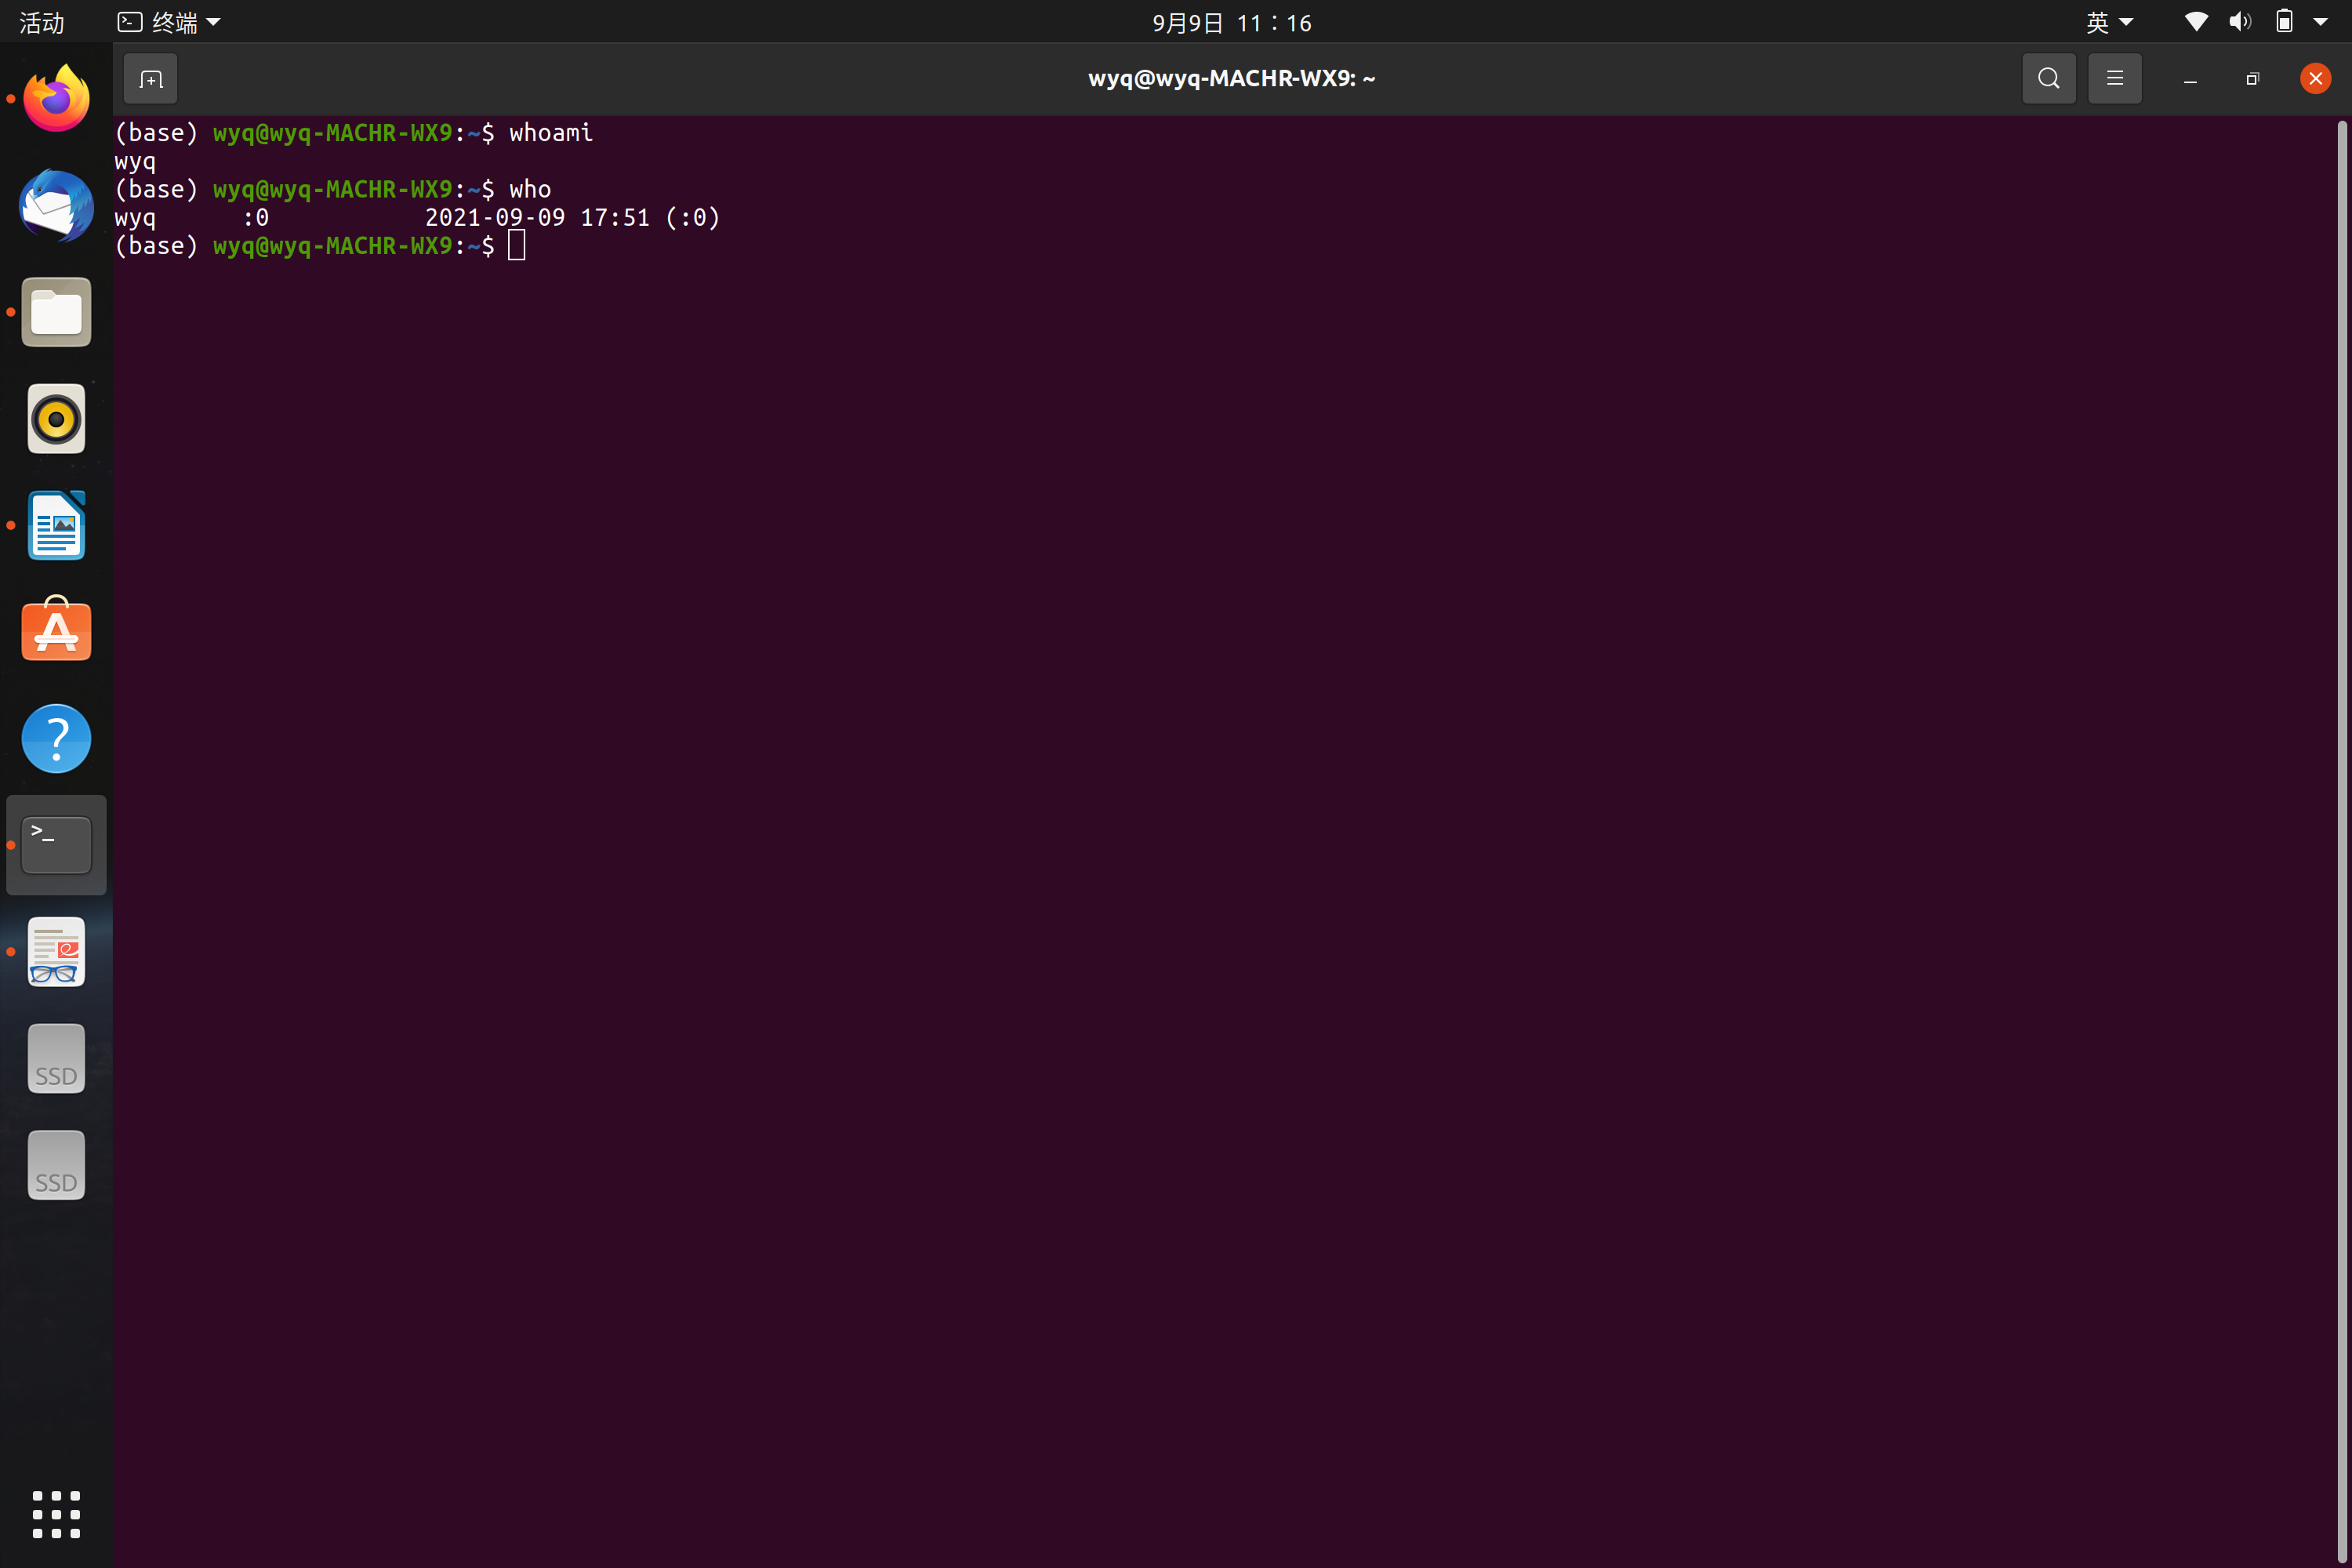 活动 终端 9月9日 11：16 英
wyq@wyq-MACHR-WX9: ~
(base) wyq@wyq-MACHR-WX9:~$ whoami
wyq
(base) wyq@wyq-MACHR-WX9:~$ who
wyq      :0           2021-09-09 17:51 (:0)
(base) wyq@wyq-MACHR-WX9:~$
>_
SSD
SSD